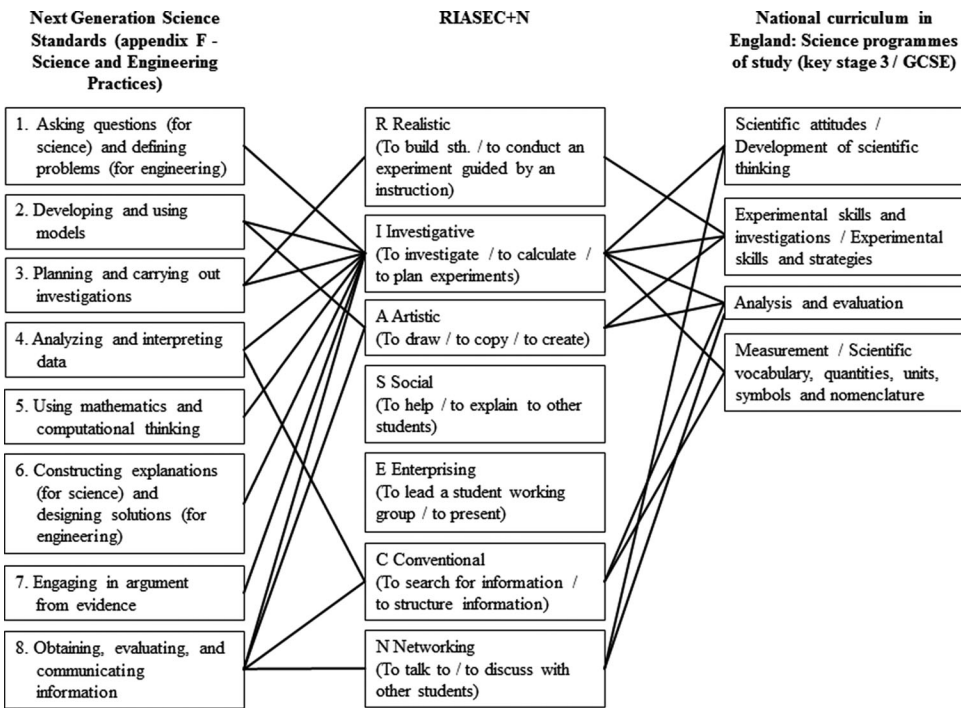 Next Generation Science
Standards (appendix F -
Science and Engineering
Practices)
1. Asking questions (for
science) and defining
problems (for engineering)
2. Developing and using
models
3. Planning and carrying out
investigations
4. Analyzing and interpreting
data
5. Using mathematics and
computational thinking
6. Constructing explanations
(for science) and
designing solutions (for
engineering)
7. Engaging in argument
from evidence
8. Obtaining, evaluating, and
communicating
information
RIASEC+N
R Realistic
(To build sth. / to conduct an
experiment guided by an
instruction)
I Investigative
(To investigate / to calculate /
to plan experiments)
A Artistic
(To draw / to copy / to create)
S Social
(To help / to explain to other
students)
E Enterprising
(To lead a student working
group / to present)
C Conventional
(To search for information /
to structure information)
N Networking
(To talk to / to discuss with
other students)
National curriculum in
England: Science programmes
of study (key stage 3 / GCSE)
Scientific attitudes /
Development of scientific
thinking
Experimental skills and
investigations / Experimental
skills and strategies
Analysis and evaluation
Measurement / Scientific
vocabulary, quantities, units,
symbols and nomenclature